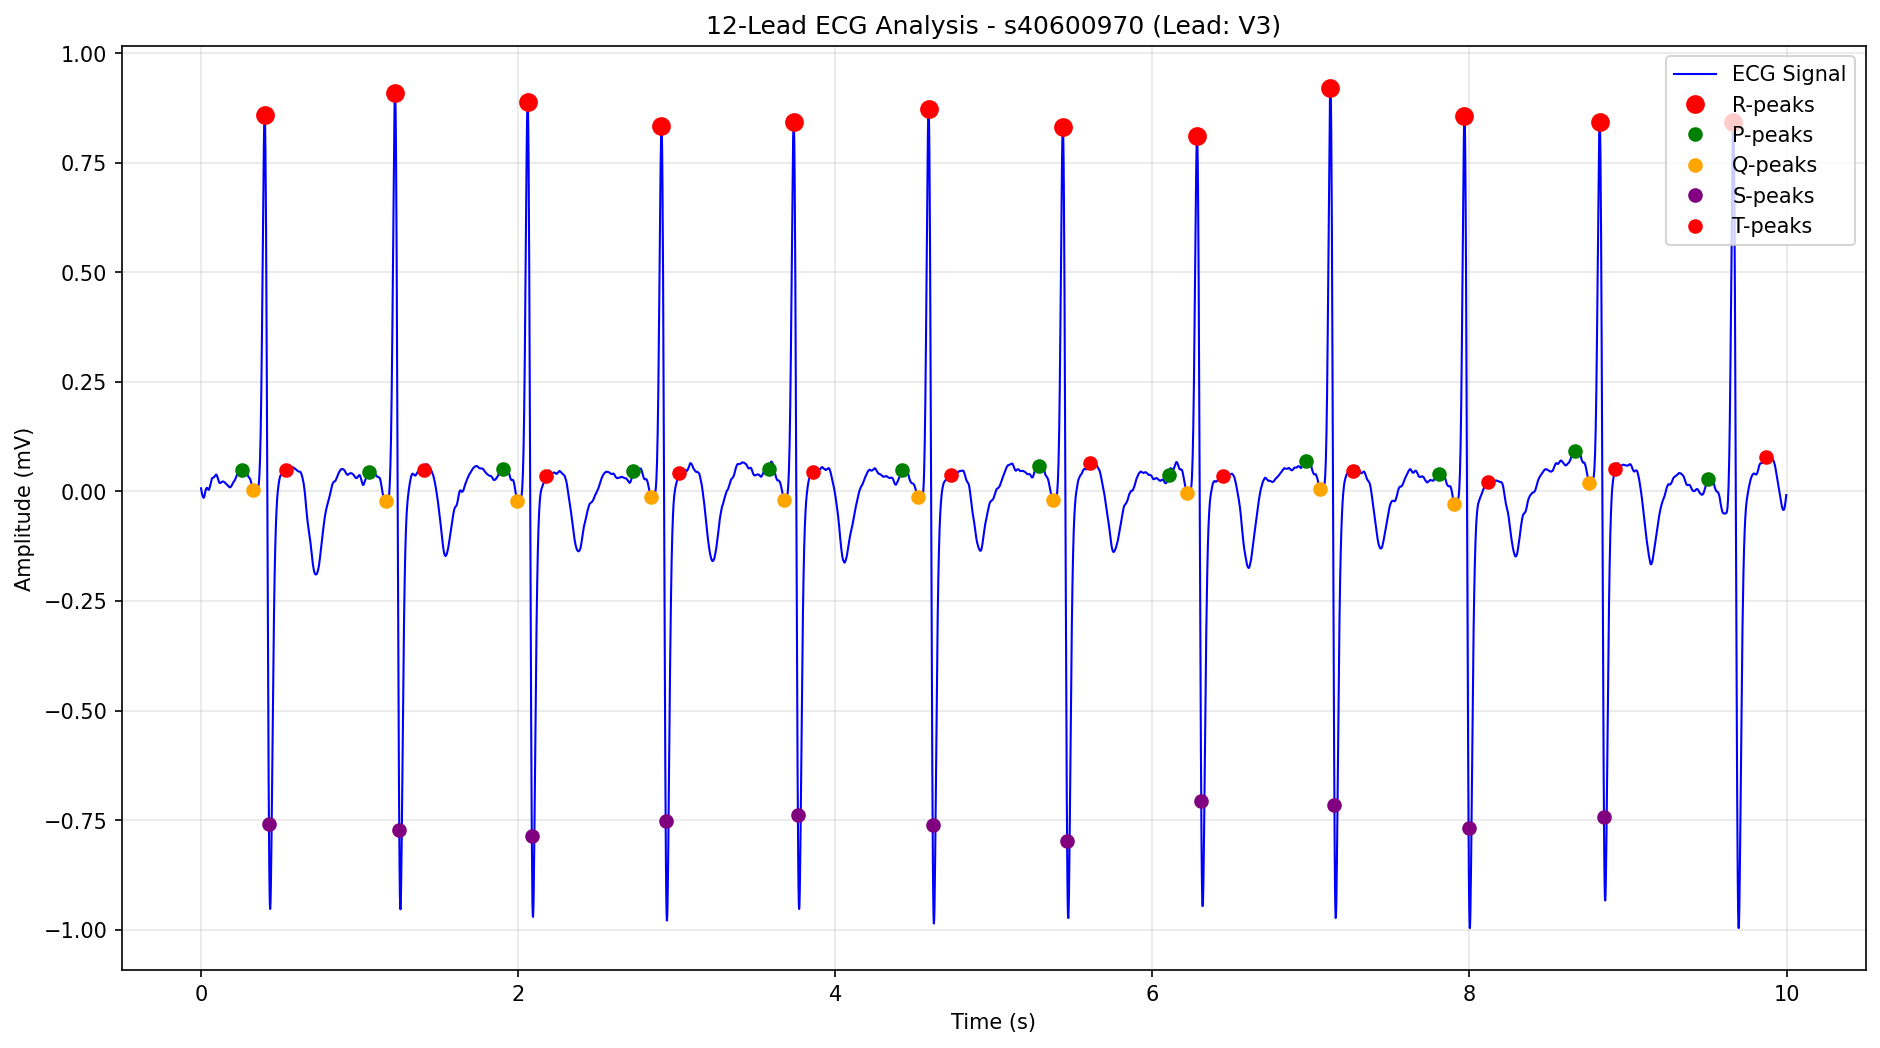 12-Lead ECG Analysis - s40600970 (Lead: V3)
ECG Signal
R-peaks
P-peaks
Q-peaks
S-peaks
T-peaks
Amplitude (mV)
1.00
0.75
0.50
0.25
0.00
−0.25
−0.50
−0.75
−1.00
0 2 4 6 8 10
Time (s)